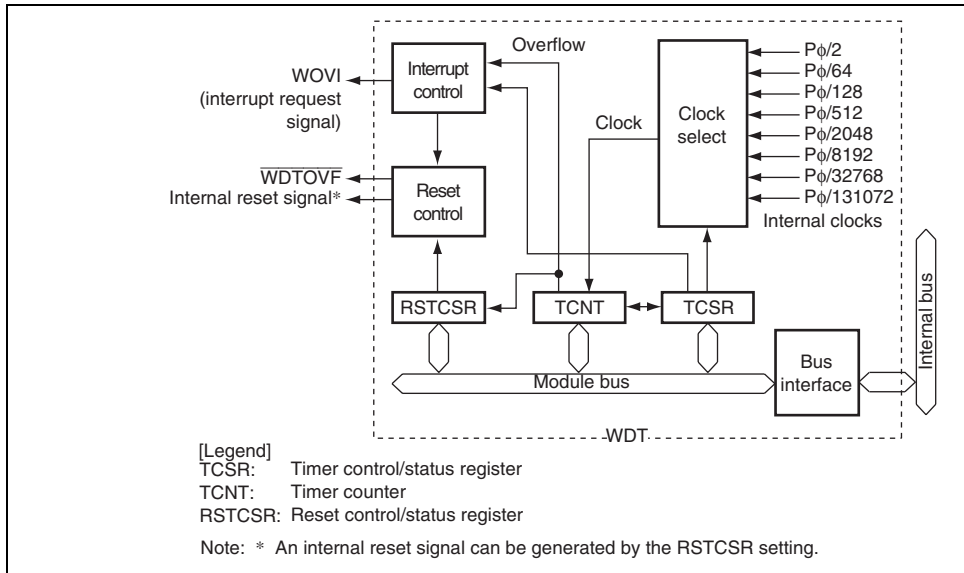 Overflow
Interrupt
control
WOVI
(interrupt request
signal)
Clock
Clock
select
Pϕ/2
Pϕ/64
Pϕ/128
Pϕ/512
Pϕ/2048
Pϕ/8192
Pϕ/32768
Pϕ/131072
Internal clocks
WDTOVF
Internal reset signal*
Reset
control
RSTCSR
TCNT
TCSR
Module bus
Bus
interface
Internal bus
WDT
[Legend]
TCSR: Timer control/status register
TCNT: Timer counter
RSTCSR: Reset control/status register
Note: * An internal reset signal can be generated by the RSTCSR setting.